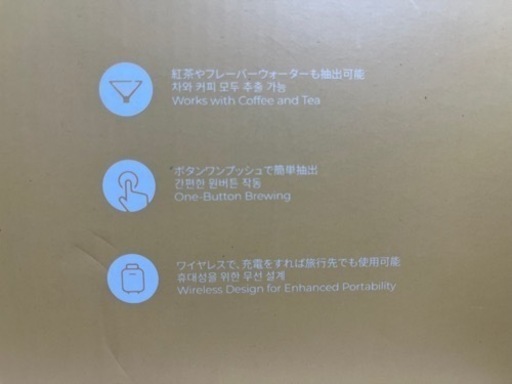 紅茶やフレーバーウォーターも抽出可能
차와 커피 모두 추출 가능
Works with Coffee and Tea
ボタンワンプッシュで簡単抽出
간편한 원버튼 작동
One-Button Brewing
ワイヤレスで、充電をすれば旅行先でも使用可能
휴대성을 위한 무선 설계
Wireless Design for Enhanced Portability